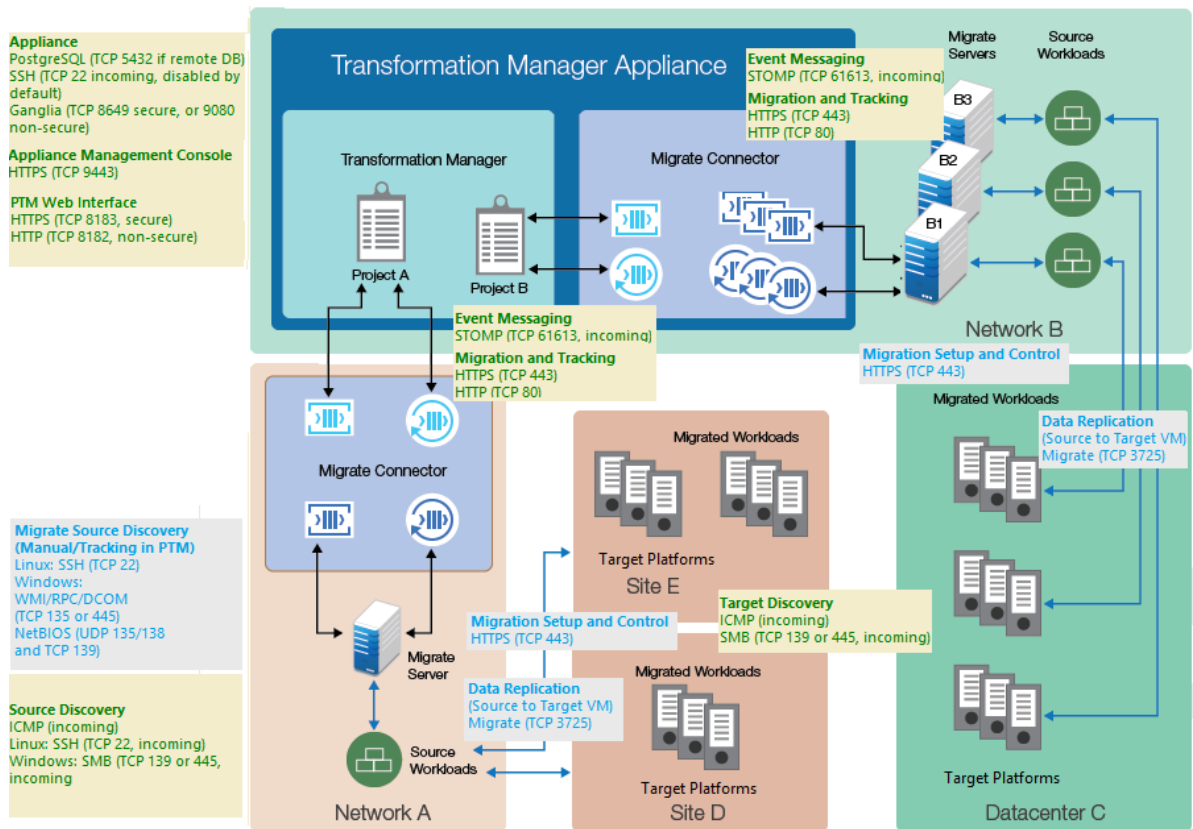 Appliance
PostgreSQL (TCP 5432 if remote DB)
SSH (TCP 22 incoming, disabled by
default)
Ganglia (TCP 8649 secure, or 9080
non-secure)
Appliance Management Console
HTTPS (TCP 9443)
PTM Web Interface
HTTPS (TCP 8183, secure)
HTTP (TCP 8182, non-secure)
Transformation Manager Appliance
Transformation Manager
Project A
Project B
Migrate Connector
Event Messaging
STOMP (TCP 61613, incoming)
Migration and Tracking
HTTPS (TCP 443)
HTTP (TCP 80)
Migrate
Servers
Source
Workloads
B3
B2
B1
Network B
Event Messaging
STOMP (TCP 61613, incoming)
Migration and Tracking
HTTPS (TCP 443)
HTTP (TCP 80)
Migration Setup and Control
HTTPS (TCP 443)
Migrate Connector
Migrate Source Discovery
(Manual/Tracking in PTM)
Linux: SSH (TCP 22)
Windows:
WMI/RPC/DCOM
(TCP 135 or 445)
NetBIOS (UDP 135/138
and TCP 139)
Source Discovery
ICMP (incoming)
Linux: SSH (TCP 22, incoming)
Windows: SMB (TCP 139 or 445,
incoming
Migrate
Server
Source
Workloads
Network A
Migrated Workloads
Target Platforms
Site E
Migration Setup and Control
HTTPS (TCP 443)
Data Replication
(Source to Target VM)
Migrate (TCP 3725)
Target Discovery
ICMP (incoming)
SMB (TCP 139 or 445, incoming)
Migrated Workloads
Target Platforms
Site D
Migrated Workloads
Data Replication
(Source to Target VM)
Migrate (TCP 3725)
Target Platforms
Datacenter C